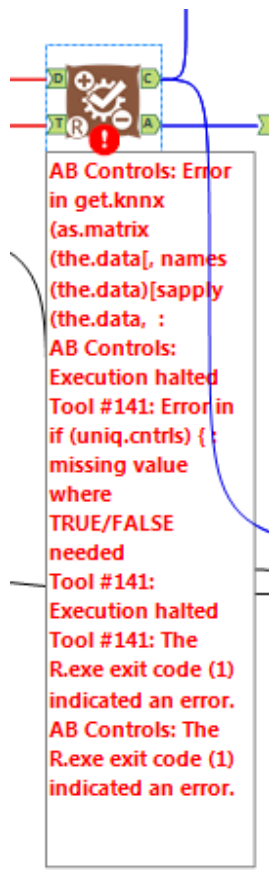 D
C
T
R
A
AB Controls: Error
in get.knnx
(as.matrix
(the.data[, names
(the.data)[sapply
(the.data, :
AB Controls:
Execution halted
Tool #141: Error in
if (uniq.cntrls) { :
missing value
where
TRUE/FALSE
needed
Tool #141:
Execution halted
Tool #141: The
R.exe exit code (1)
indicated an error.
AB Controls: The
R.exe exit code (1)
indicated an error.